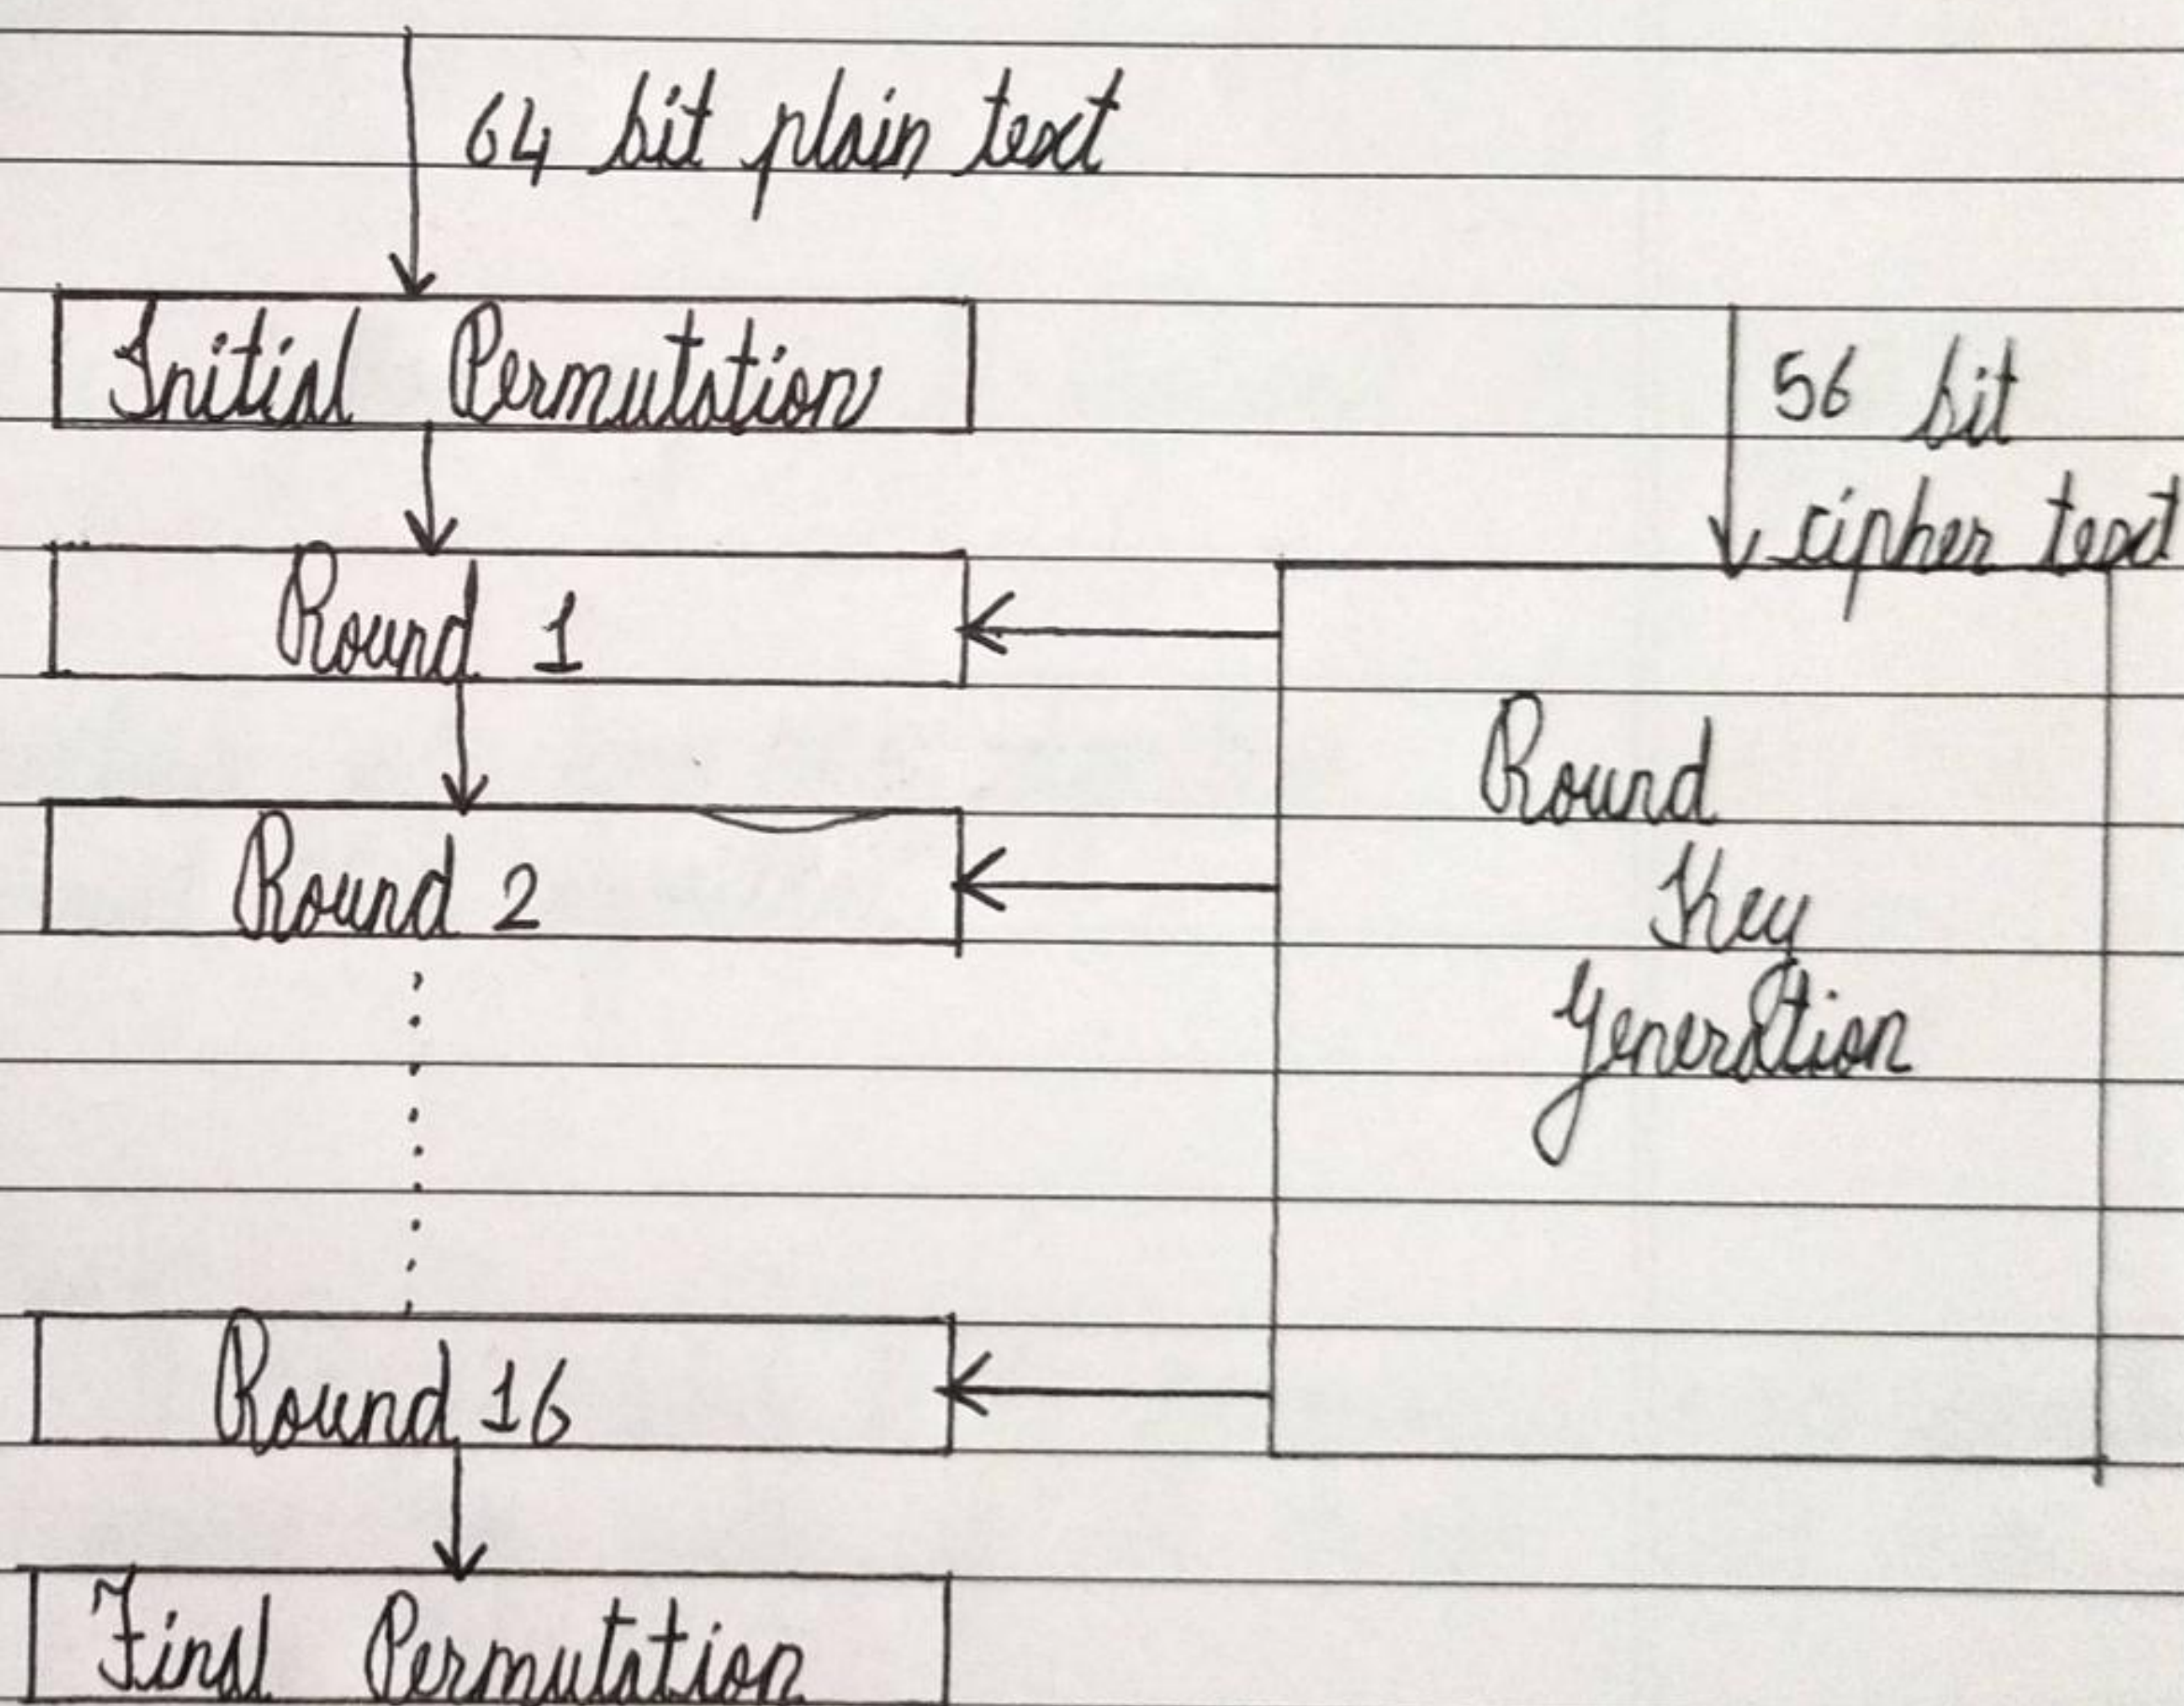 64 bit plain text
Initial Permutation
56 bit
cipher text
Round 1
Round
Key
Generation
Round 2
Round 16
Final Permutation